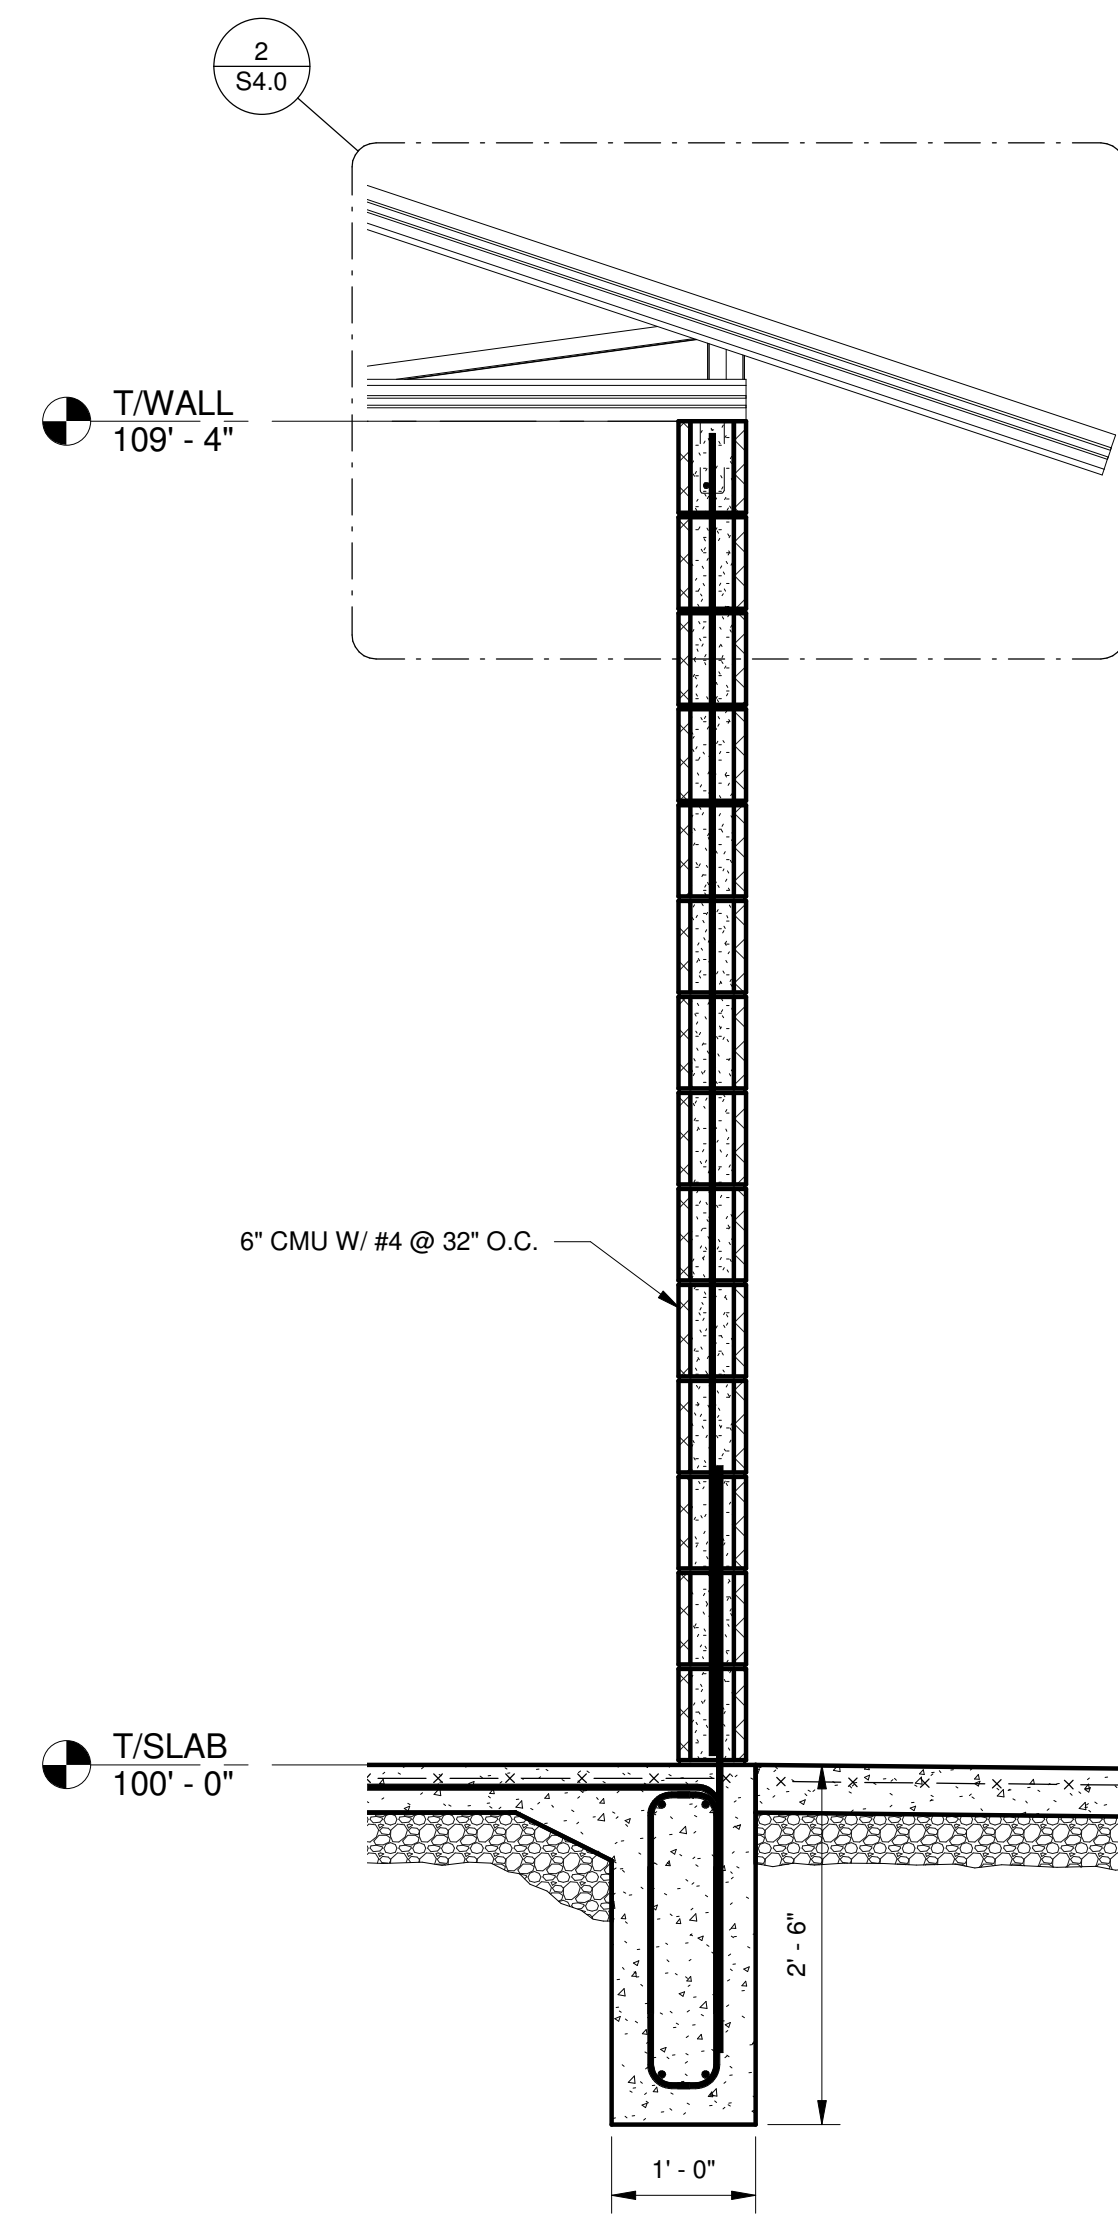 2
S4.0
T/WALL
109' - 4"
6" CMU W/ #4 @ 32" O.C.
T/SLAB
100' - 0"
2' - 6"
1' - 0"